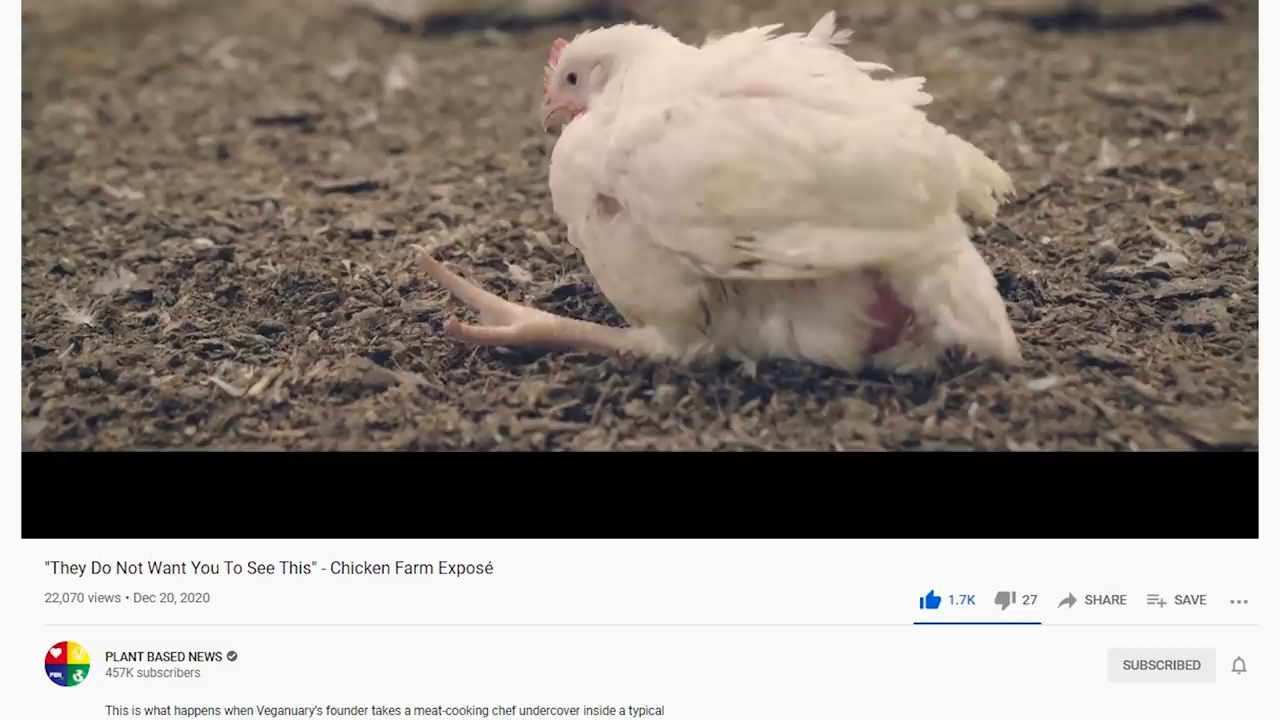 "They Do Not Want You To See This" - Chicken Farm Exposé
22,070 views • Dec 20, 2020
1.7K
27
SHARE
SAVE
PLANT BASED NEWS
457K subscribers
SUBSCRIBED
PBN
This is what happens when Veganuary's founder takes a meat-cooking chef undercover inside a typical